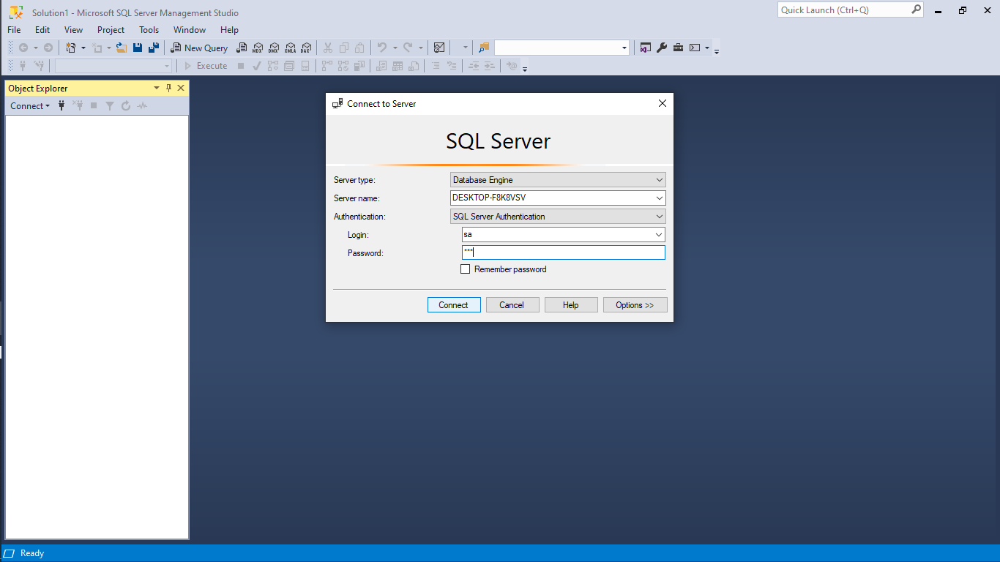 Solution1 - Microsoft SQL Server Management Studio
Quick Launch (Ctrl+Q)
File Edit View Project Tools Window Help
New Query MDX DMX XMLA DAX
Execute
Object Explorer
Connect
Connect to Server
SQL Server
Server type: Database Engine
Server name: DESKTOP-F8K8VSV
Authentication: SQL Server Authentication
Login: sa
Password: ***
Remember password
Connect Cancel Help Options >>
Ready